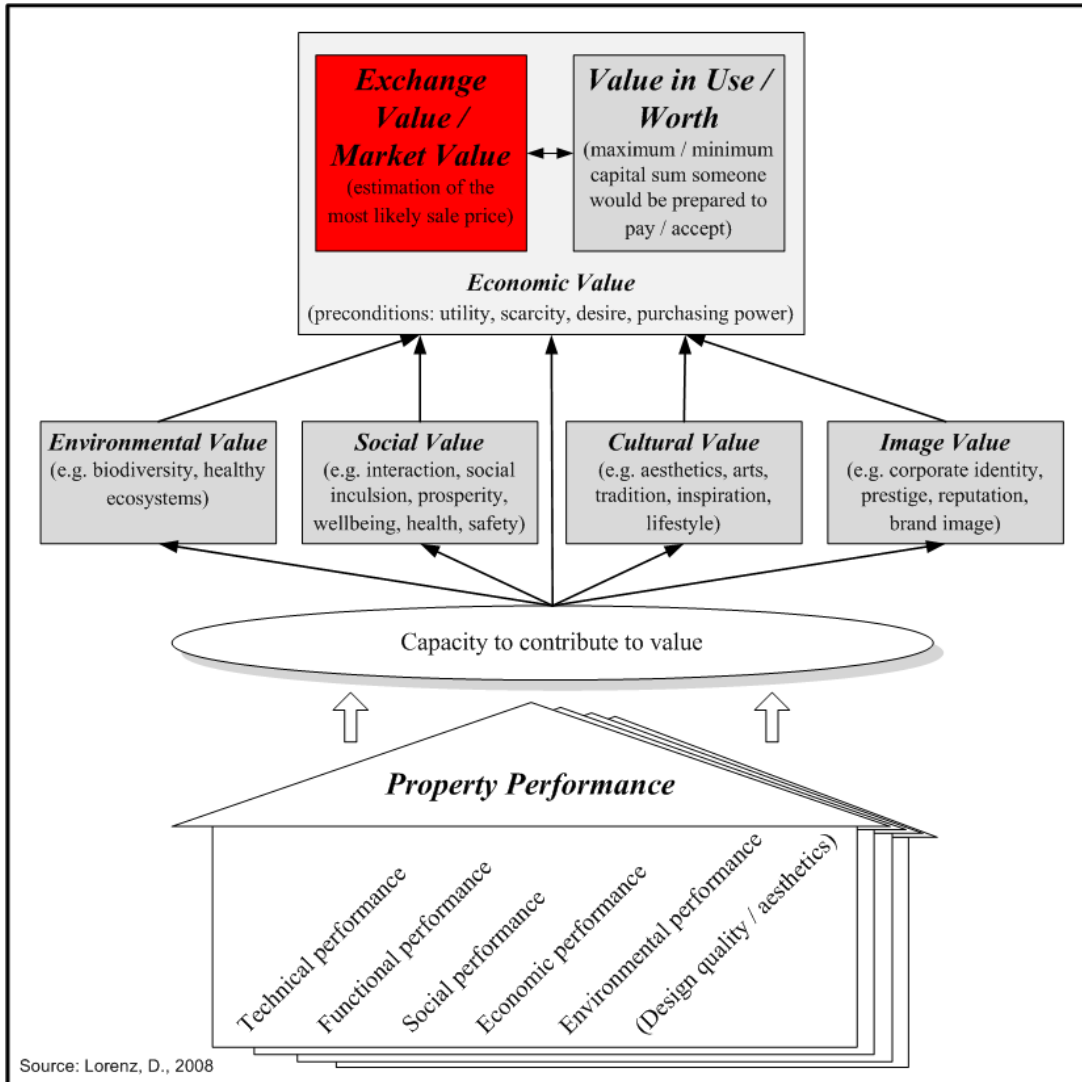 Exchange
Value /
Market Value
(estimation of the
most likely sale price)
Value in Use /
Worth
(maximum / minimum
capital sum someone
would be prepared to
pay / accept)
Economic Value
(preconditions: utility, scarcity, desire, purchasing power)
Environmental Value
(e.g. biodiversity, healthy
ecosystems)
Social Value
(e.g. interaction, social
inculsion, prosperity,
wellbeing, health, safety)
Cultural Value
(e.g. aesthetics, arts,
tradition, inspiration,
lifestyle)
Image Value
(e.g. corporate identity,
prestige, reputation,
brand image)
Capacity to contribute to value
Property Performance
Technical performance
Functional performance
Social performance
Economic performance
Environmental performance
(Design quality / aesthetics)
Source: Lorenz, D., 2008